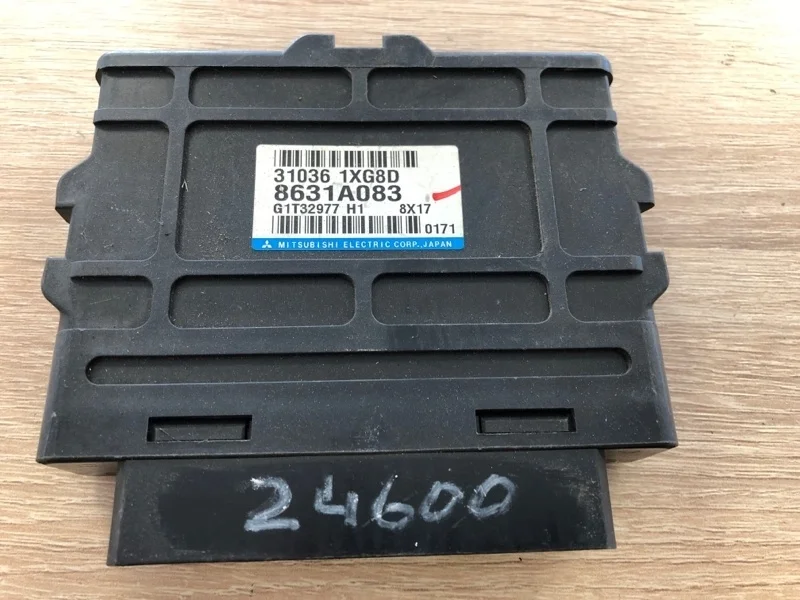 31036 1XG8D
8631A083
G1T32977 H1 8X17
0171
MITSUBISHI ELECTRIC CORP.,JAPAN
24600